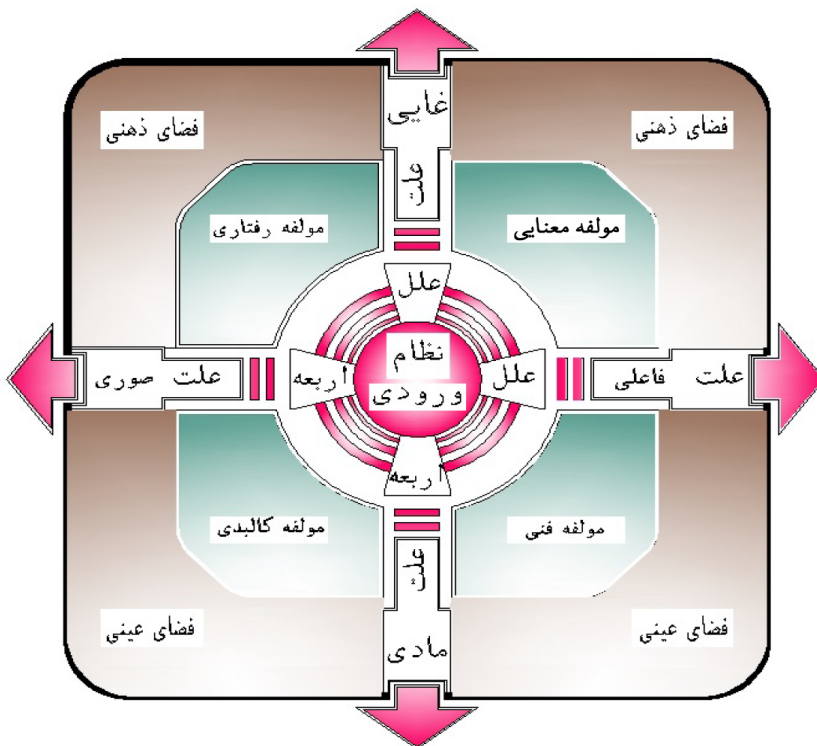 غایی
علت
فضای ذهنی
فضای ذهنی
مولفه معنایی
مولفه رفتاری
علل
نظام
ورودی
علل
اربعه
اربعه
علت فاعلی
علت صوری
مولفه فنی
مولفه کالبدی
علت
مادی
فضای عینی
فضای عینی